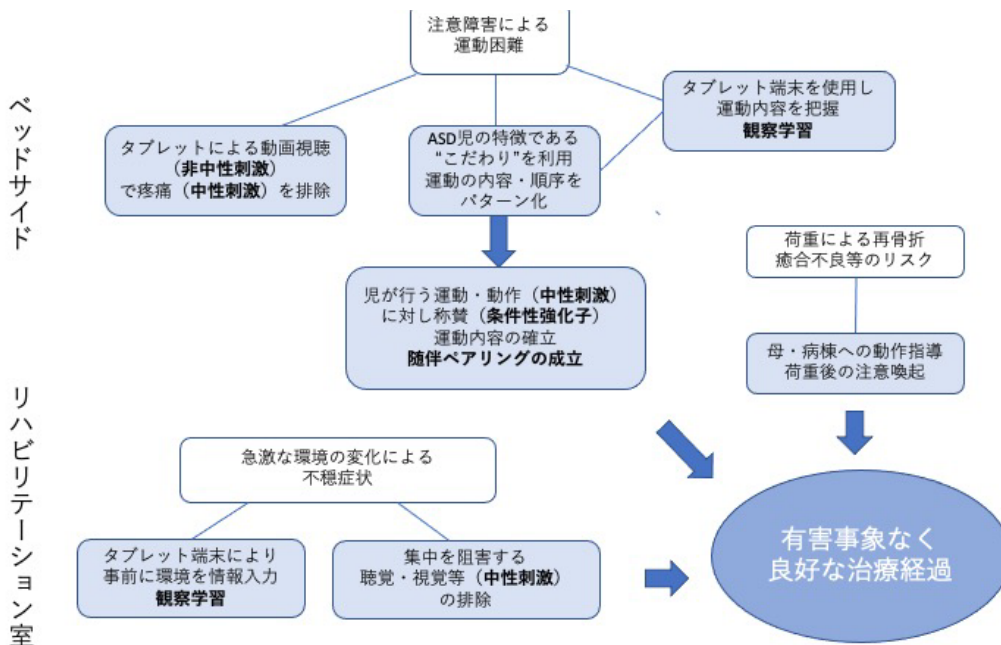 注意障害による
運動困難
ベッドサイド
タブレットによる動画視聴
(非中性刺激)
で疼痛(中性刺激)を排除
ASD児の特徴である
“こだわり”を利用
運動の内容・順序を
パターン化
タブレット端末を使用し
運動内容を把握
観察学習
児が行う運動・動作(中性刺激)
に対し称賛(条件性強化子)
運動内容の確立
随伴ペアリングの成立
荷重による再骨折
癒合不良等のリスク
母・病棟への動作指導
荷重後の注意喚起
リハビリテーション室
急激な環境の変化による
不穏症状
タブレット端末により
事前に環境を情報入力
観察学習
集中を阻害する
聴覚・視覚等(中性刺激)
の排除
有害事象なく
良好な治療経過